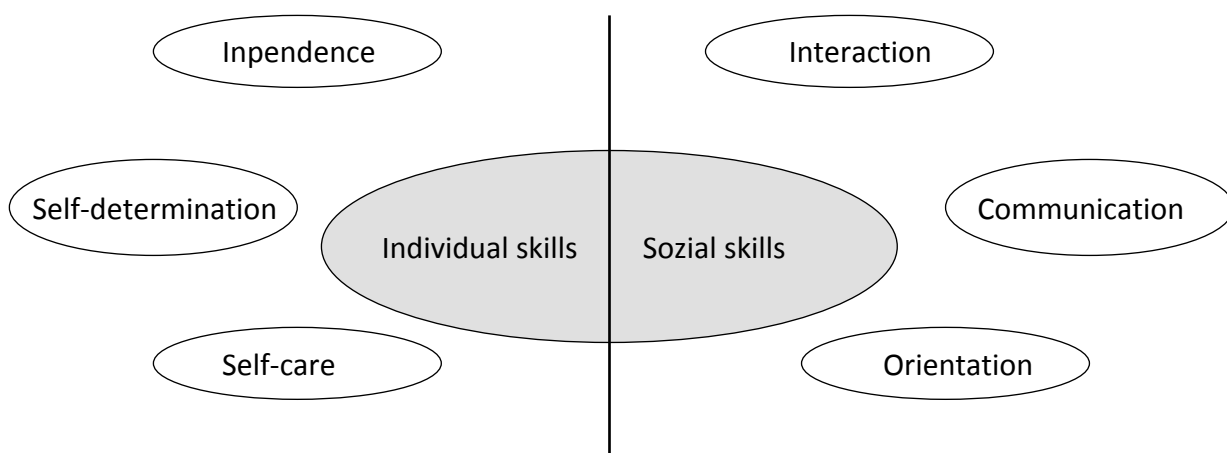 Inpendence
Interaction
Self-determination
Communication
Individual skills
Sozial skills
Self-care
Orientation